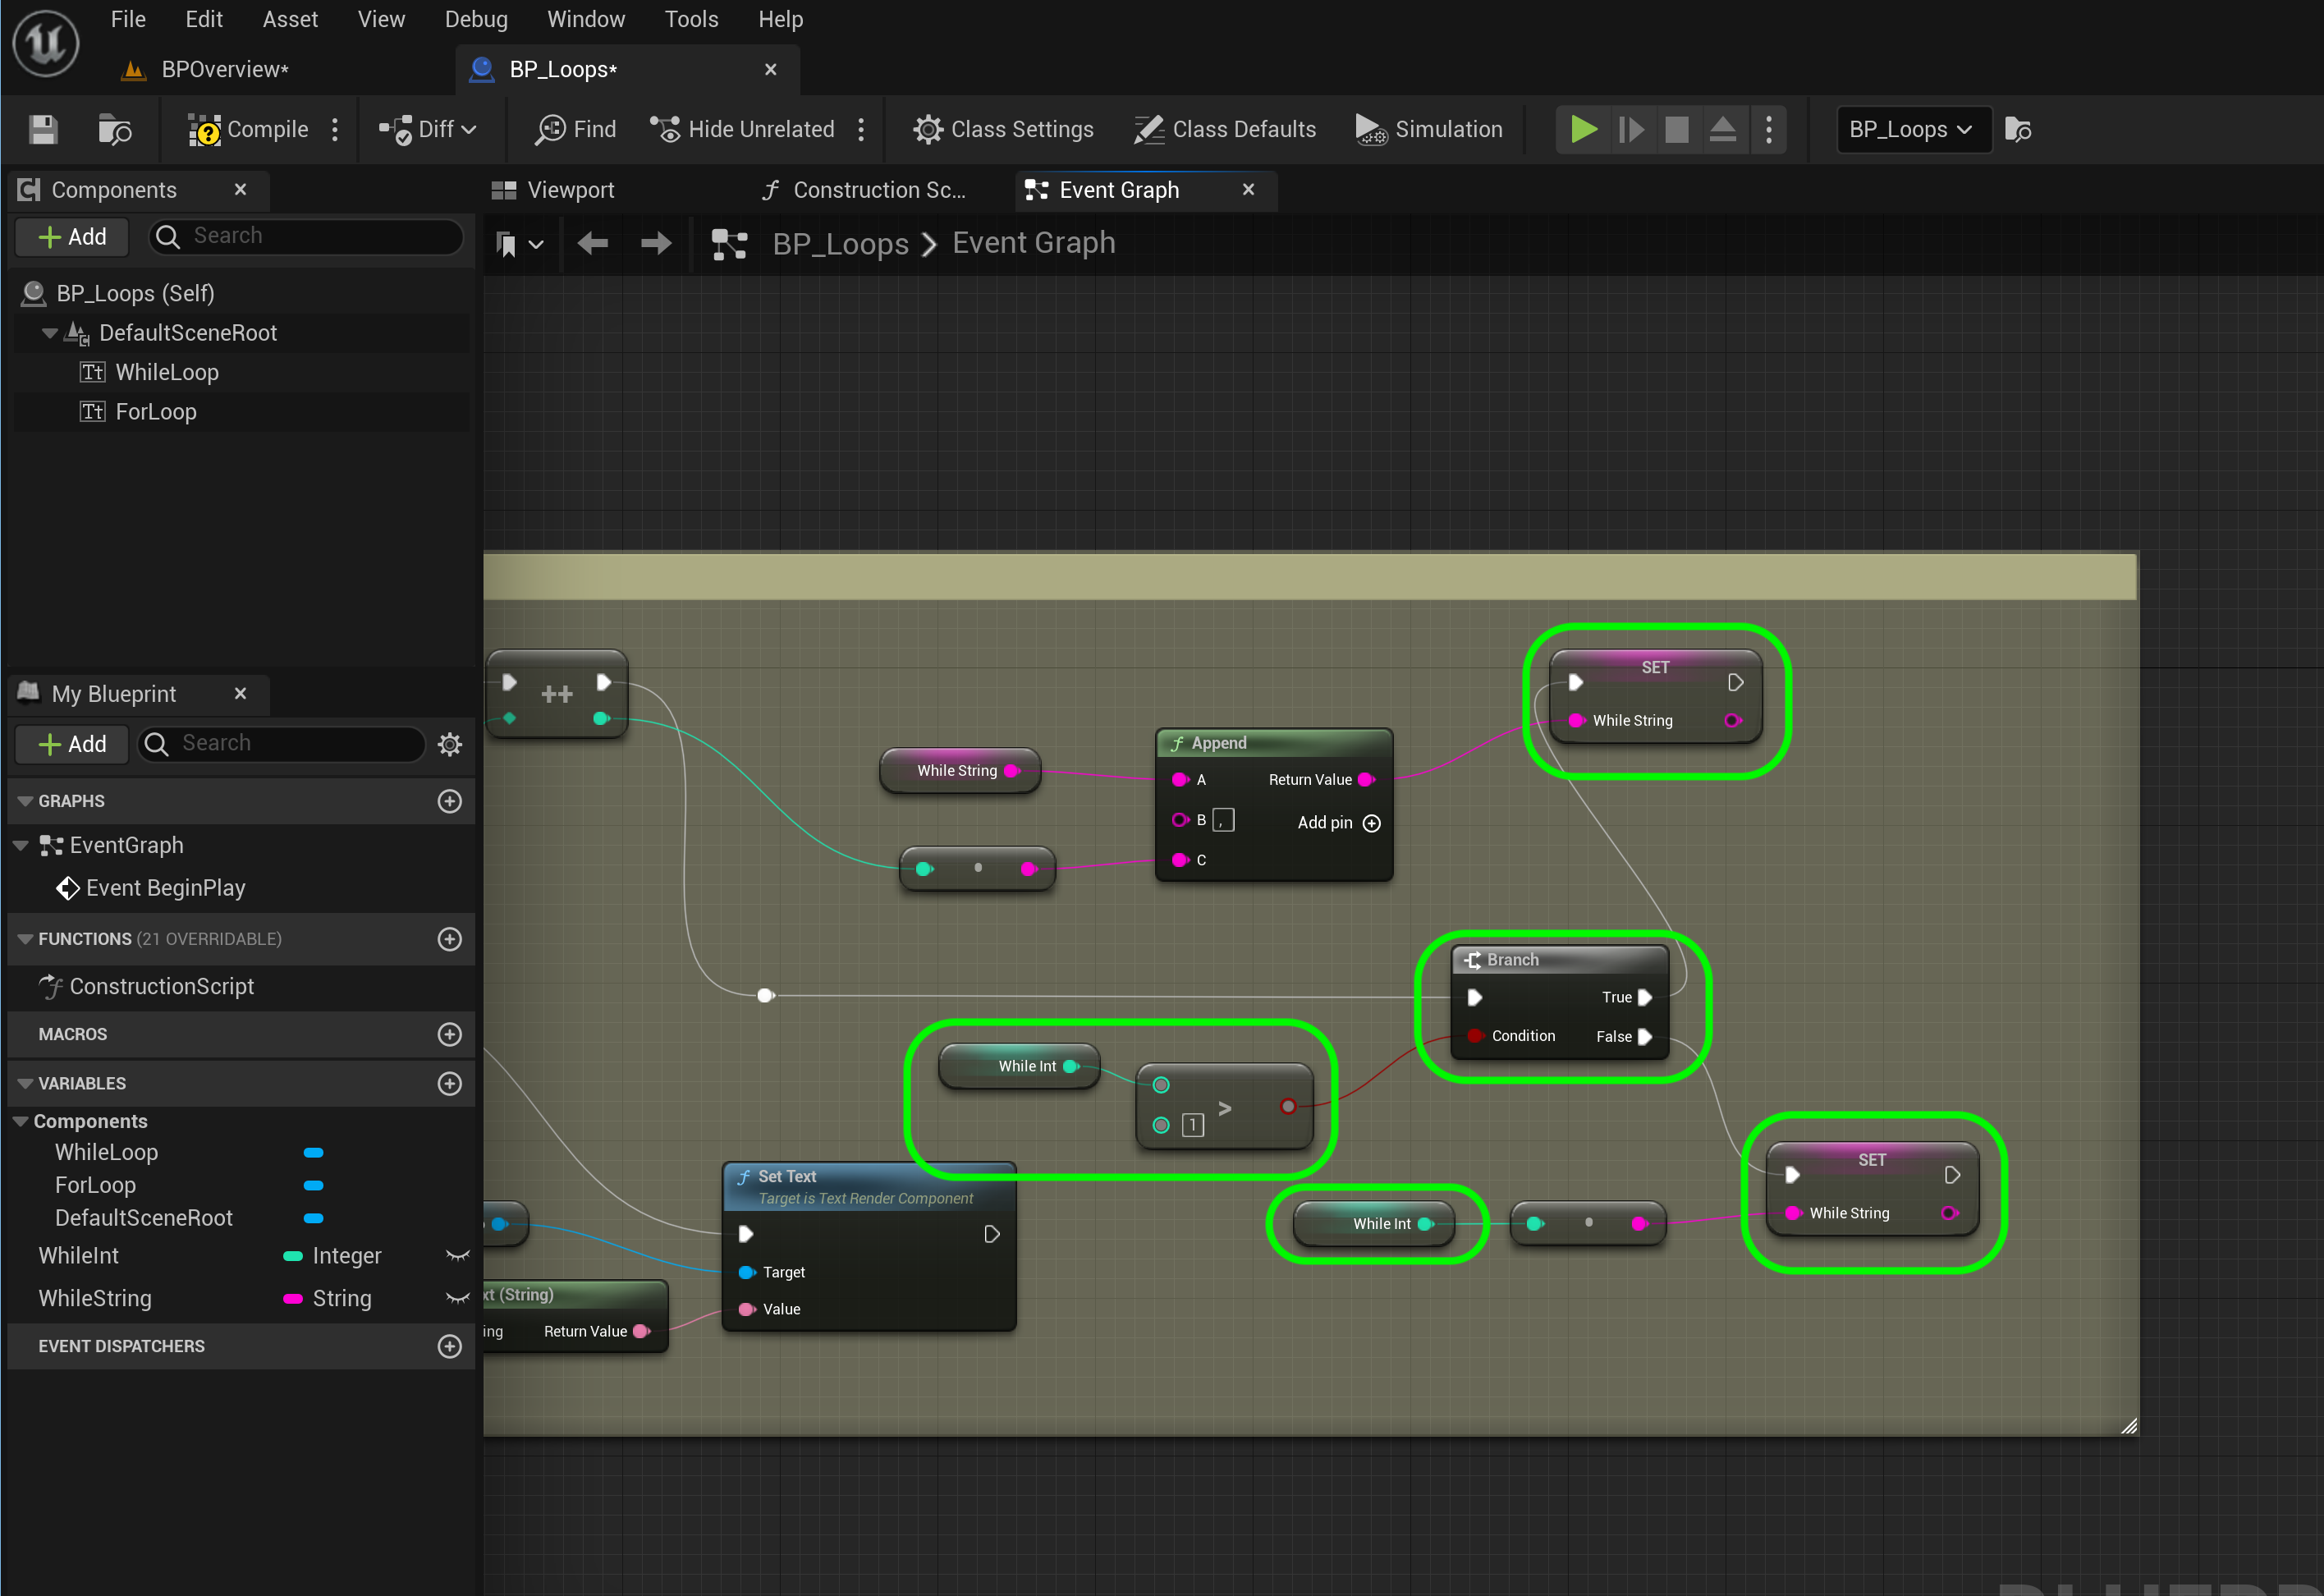 File Edit Asset View Debug Window Tools Help
BPOverview* BP_Loops*
Compile Diff Find Hide Unrelated Class Settings Class Defaults Simulation BP_Loops
Components
Add Search
BP_Loops (Self)
DefaultSceneRoot
WhileLoop
ForLoop
My Blueprint
Add Search
GRAPHS
EventGraph
Event BeginPlay
FUNCTIONS (21 OVERRIDABLE)
ConstructionScript
MACROS
VARIABLES
Components
WhileLoop
ForLoop
DefaultSceneRoot
WhileInt Integer
WhileString String
EVENT DISPATCHERS
Viewport Construction Sc... Event Graph
BP_Loops > Event Graph
++
While String
Append
A Return Value
B , Add pin
C
SET
While String
Branch
True
Condition False
While Int
>
1
Set Text
Target is Text Render Component
Target
Value
xt (String)
ing Return Value
While Int
SET
While String